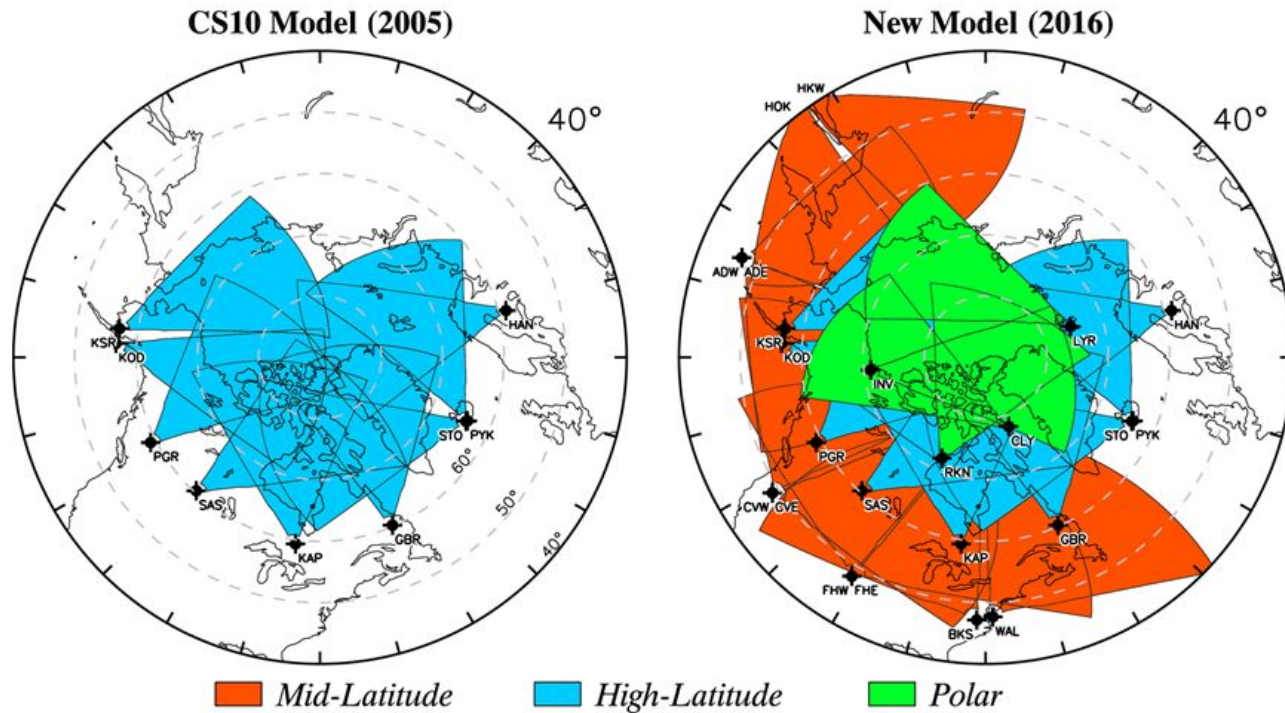 CS10 Model (2005)
40°
KSR
KOD
HAN
PGR
STO PYK
SAS
60°
50°
40°
KAP
GBR
New Model (2016)
HKW
HOK
40°
ADW ADE
KSR
KOD
HAN
LYR
INV
PGR
CLY
STO PYK
RKN
CVW CVE
SAS
GBR
KAP
FHW FHE
BKS
WAL
Mid-Latitude
High-Latitude
Polar